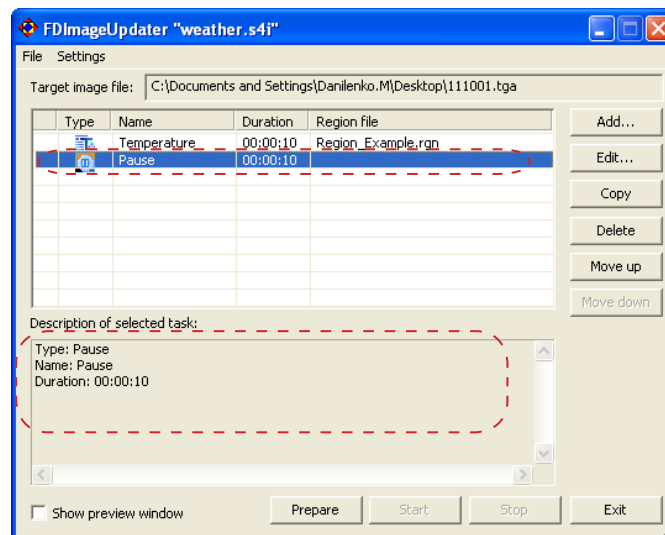 FDImageUpdater "weather.s4i"
File Settings
Target image file: C:\Documents and Settings\Danilenko.M\Desktop\111001.tga
Type Name Duration Region file
Temperature 00:00:10 Region_Example.rgn
Pause 00:00:10
Add...
Edit...
Copy
Delete
Move up
Move down
Description of selected task:
Type: Pause
Name: Pause
Duration: 00:00:10
Show preview window Prepare Start Stop Exit